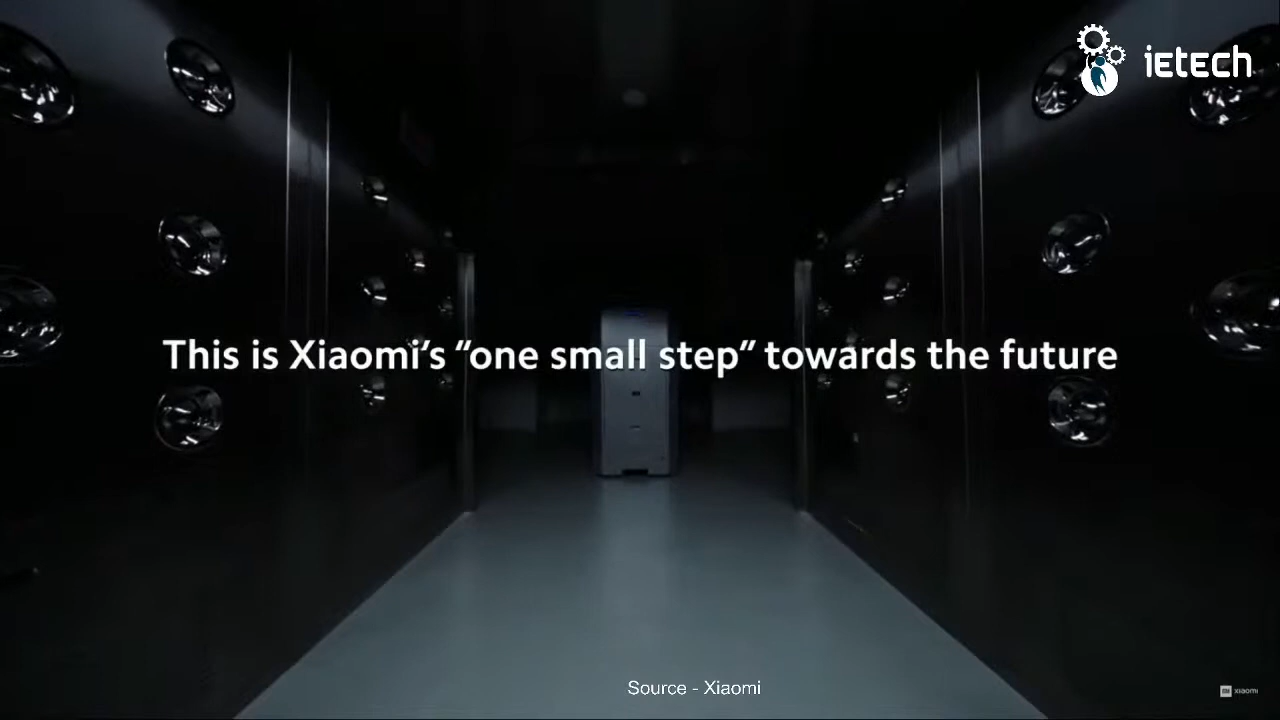 ietech
This is Xiaomi's “one small step” towards the future
Source - Xiaomi
xiaomi